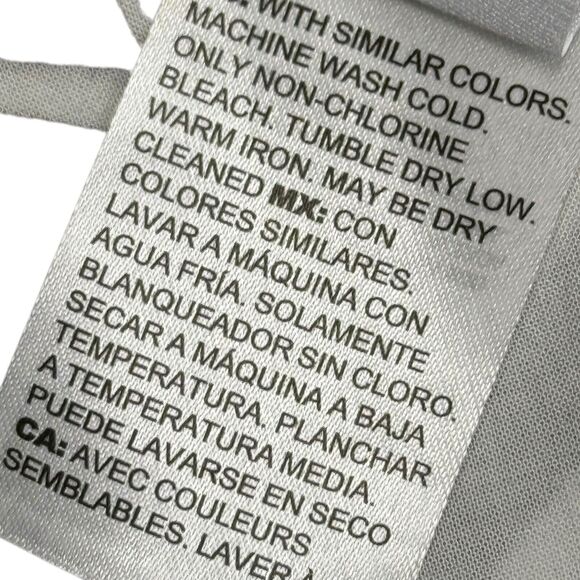 WITH SIMILAR COLORS.
MACHINE WASH COLD.
ONLY NON-CHLORINE
BLEACH. TUMBLE DRY LOW.
WARM IRON. MAY BE DRY
CLEANED MX: CON
COLORES SIMILARES.
LAVAR A MÁQUINA CON
AGUA FRÍA. SOLAMENTE
BLANQUEADOR SIN CLORO.
SECAR A MÁQUINA A BAJA
TEMPERATURA. PLANCHAR
A TEMPERATURA MEDIA.
PUEDE LAVARSE EN SECO
CA: AVEC COULEURS
SEMBLABLES. LAVER À